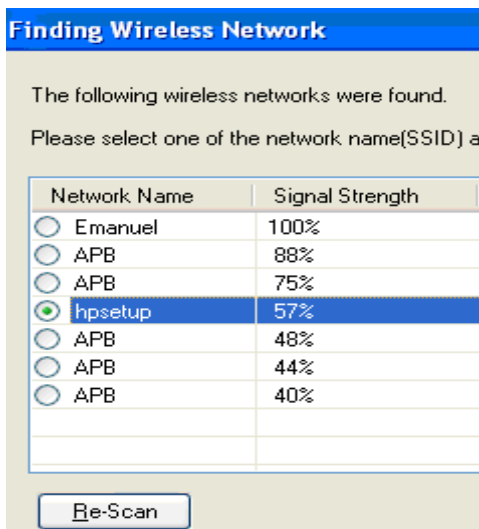 Finding Wireless Network
The following wireless networks were found.
Please select one of the network name(SSID) a
Network Name Signal Strength
Emanuel 100%
APB 88%
APB 75%
hpsetup 57%
APB 48%
APB 44%
APB 40%
Re-Scan